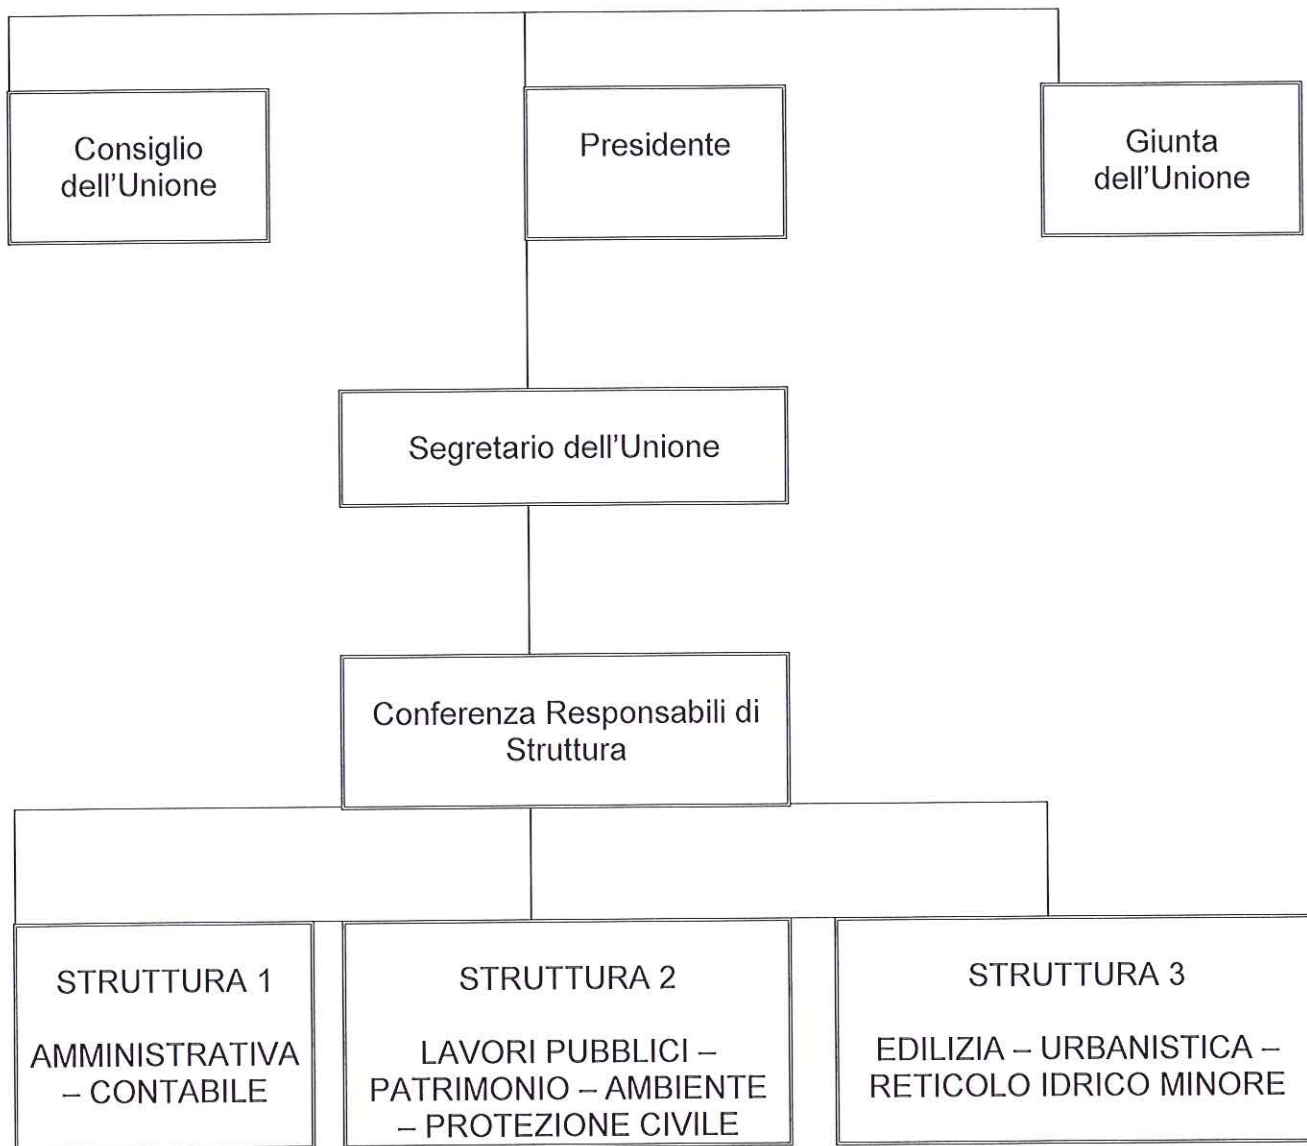 Consiglio
dell'Unione
Presidente
Giunta
dell'Unione
Segretario dell'Unione
Conferenza Responsabili di
Struttura
STRUTTURA 1
AMMINISTRATIVA
– CONTABILE
STRUTTURA 2
LAVORI PUBBLICI –
PATRIMONIO – AMBIENTE
– PROTEZIONE CIVILE
STRUTTURA 3
EDILIZIA – URBANISTICA –
RETICOLO IDRICO MINORE